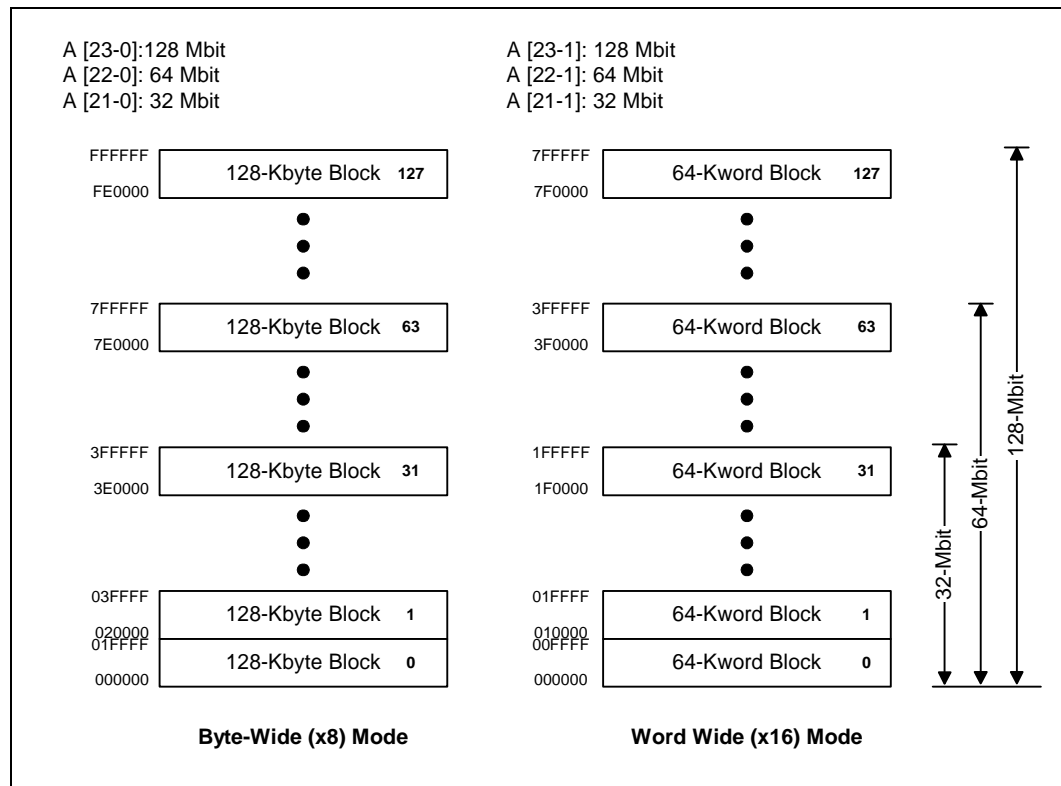 A [23-0]:128 Mbit
A [22-0]: 64 Mbit
A [21-0]: 32 Mbit
A [23-1]: 128 Mbit
A [22-1]: 64 Mbit
A [21-1]: 32 Mbit
FFFFFF
128-Kbyte Block 127
FE0000
7FFFFF
128-Kbyte Block 63
7E0000
3FFFFF
128-Kbyte Block 31
3E0000
03FFFF
128-Kbyte Block 1
020000
01FFFF
128-Kbyte Block 0
000000
Byte-Wide (x8) Mode
7FFFFF
64-Kword Block 127
7F0000
3FFFFF
64-Kword Block 63
3F0000
1FFFFF
64-Kword Block 31
1F0000
01FFFF
64-Kword Block 1
010000
00FFFF
64-Kword Block 0
000000
Word Wide (x16) Mode
32-Mbit
64-Mbit
128-Mbit